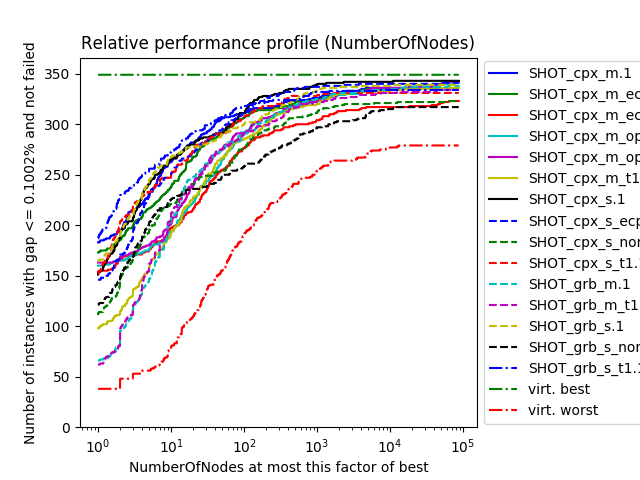 Relative performance profile (NumberOfNodes)
Number of instances with gap <= 0.1002% and not failed
350
300
250
200
150
100
50
0
10^0
10^1
10^2
10^3
10^4
10^5
NumberOfNodes at most this factor of best
SHOT_cpx_m.1
SHOT_cpx_m_ec
SHOT_cpx_m_ec
SHOT_cpx_m_op
SHOT_cpx_m_op
SHOT_cpx_m_t1
SHOT_cpx_s.1
SHOT_cpx_s_ecp
SHOT_cpx_s_nor
SHOT_cpx_s_t1.1
SHOT_grb_m.1
SHOT_grb_m_t1
SHOT_grb_s.1
SHOT_grb_s_nor
SHOT_grb_s_t1.1
virt. best
virt. worst